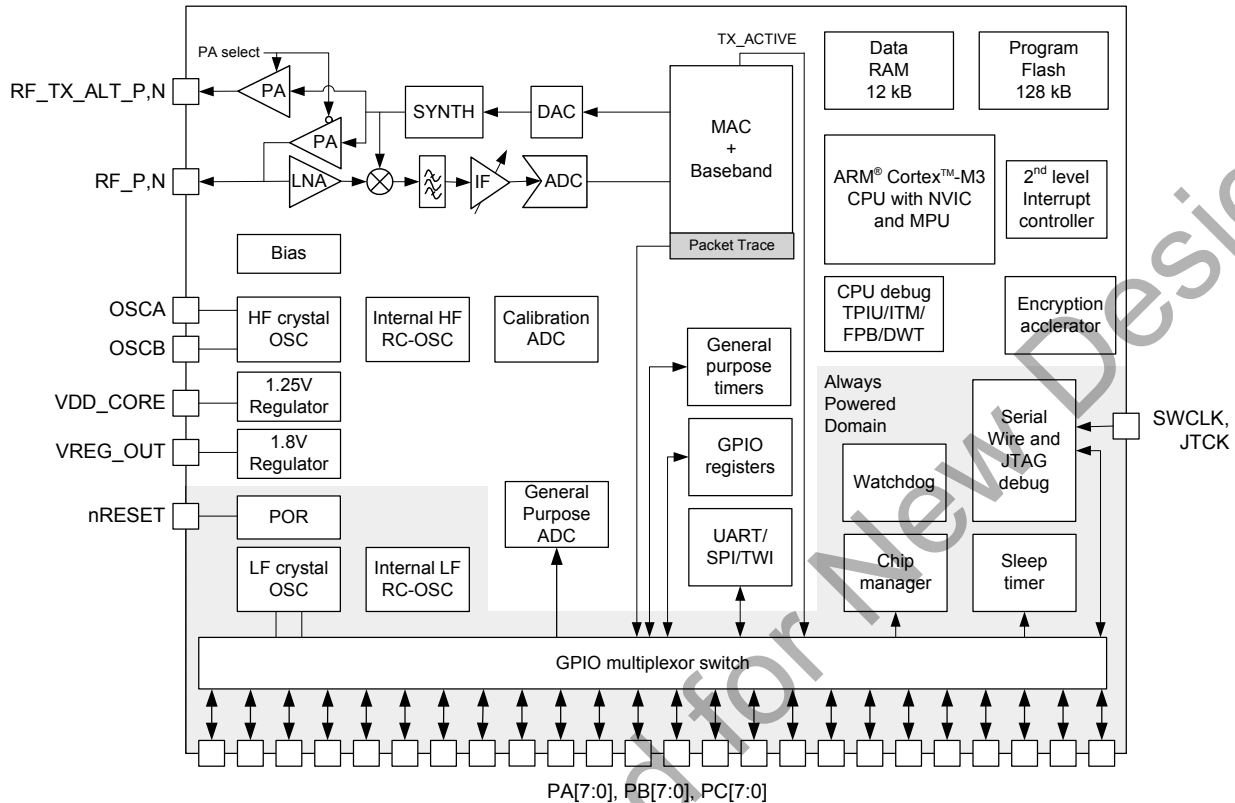 TX_ACTIVE
PA select
RF_TX_ALT_P,N
PA
SYNTH
DAC
MAC
+
Baseband
Data
RAM
12 kB
Program
Flash
128 kB
PA
RF_P,N
LNA
IF
ADC
ARM® Cortex™-M3
CPU with NVIC
and MPU
2nd level
Interrupt
controller
Packet Trace
Bias
OSCA
OSCB
HF crystal
OSC
Internal HF
RC-OSC
Calibration
ADC
CPU debug
TPIU/ITM/
FPB/DWT
Encryption
acclerator
General
purpose
timers
VDD_CORE
1.25V
Regulator
Always
Powered
Domain
Serial
Wire and
JTAG
debug
SWCLK,
JTCK
VREG_OUT
1.8V
Regulator
GPIO
registers
Watchdog
nRESET
POR
General
Purpose
ADC
UART/
SPI/TWI
LF crystal
OSC
Internal LF
RC-OSC
Chip
manager
Sleep
timer
GPIO multiplexor switch
PA[7:0], PB[7:0], PC[7:0]
for New